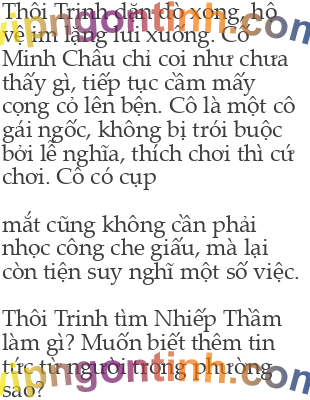 Thôi Trinh dặn dò xong, hộ
vệ im lặng lui xuống. Cố
Minh Châu chỉ coi như chưa
thấy gì, tiếp tục cầm mấy
cọng cỏ lên bện. Cô là một cô
gái ngốc, không bị trói buộc
bởi lễ nghĩa, thích chơi thì cứ
chơi. Cô có cụp
mắt cũng không cần phải
nhọc công che giấu, mà lại
còn tiện suy nghĩ một số việc.
Thôi Trinh tìm Nhiếp Thầm
làm gì? Muốn biết thêm tin
tức từ người trong phường
sao?
vipngontinh.com
vipngontinh.com